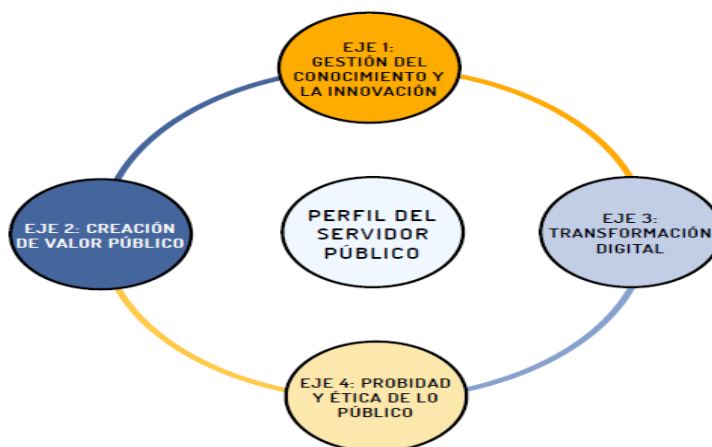 EJE 1:
GESTIÓN DEL
CONOCIMIENTO Y
LA INNOVACIÓN
EJE 2: CREACIÓN
DE VALOR PÚBLICO
PERFIL DEL
SERVIDOR
PÚBLICO
EJE 3:
TRANSFORMACIÓN
DIGITAL
EJE 4: PROBIDAD
Y ÉTICA DE LO
PÚBLICO